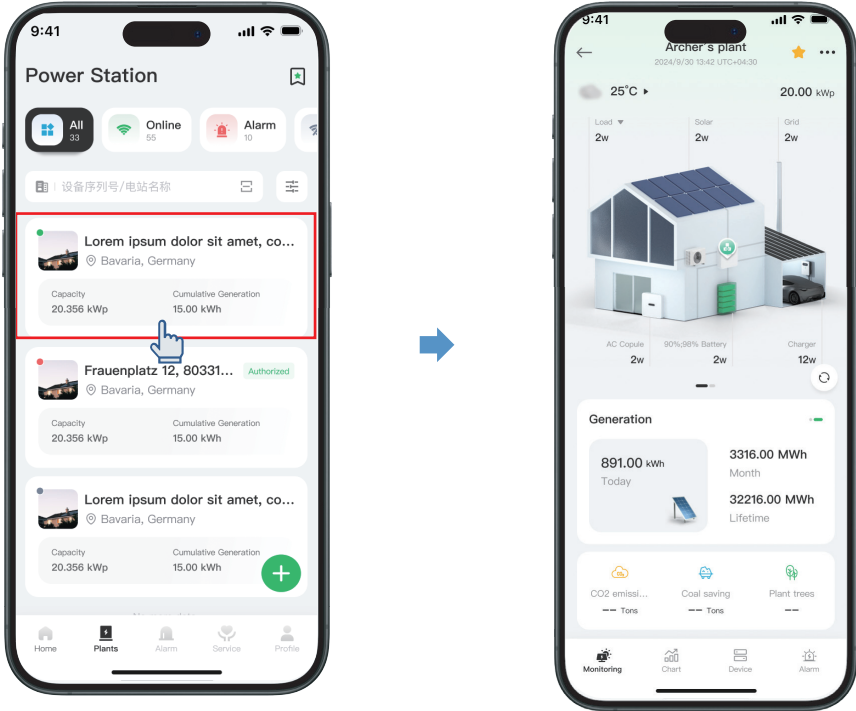 9:41
Power Station
All
33
Online
55
Alarm
10
设备序列号/电站名称
Lorem ipsum dolor sit amet, co...
Bavaria, Germany
Capacity
Cumulative Generation
20.356 kWp
15.00 kWh
Frauenplatz 12, 80331...
Authorized
Bavaria, Germany
Capacity
Cumulative Generation
20.356 kWp
15.00 kWh
Lorem ipsum dolor sit amet, co...
Bavaria, Germany
Capacity
Cumulative Generation
20.356 kWp
15.00 kWh
Home
Plants
Alarm
Service
Profile
9:41
Archer's plant
2024/9/30 13:42 UTC+04:30
25°C
20.00 kWp
Load
Solar
Grid
2w
2w
2w
AC Copule
90%;98% Battery
Charger
2w
2w
12w
Generation
891.00 kWh
Today
3316.00 MWh
Month
32216.00 MWh
Lifetime
CO2 emissi...
Coal saving
Plant trees
-- Tons
-- Tons
--
Monitoring
Chart
Device
Alarm